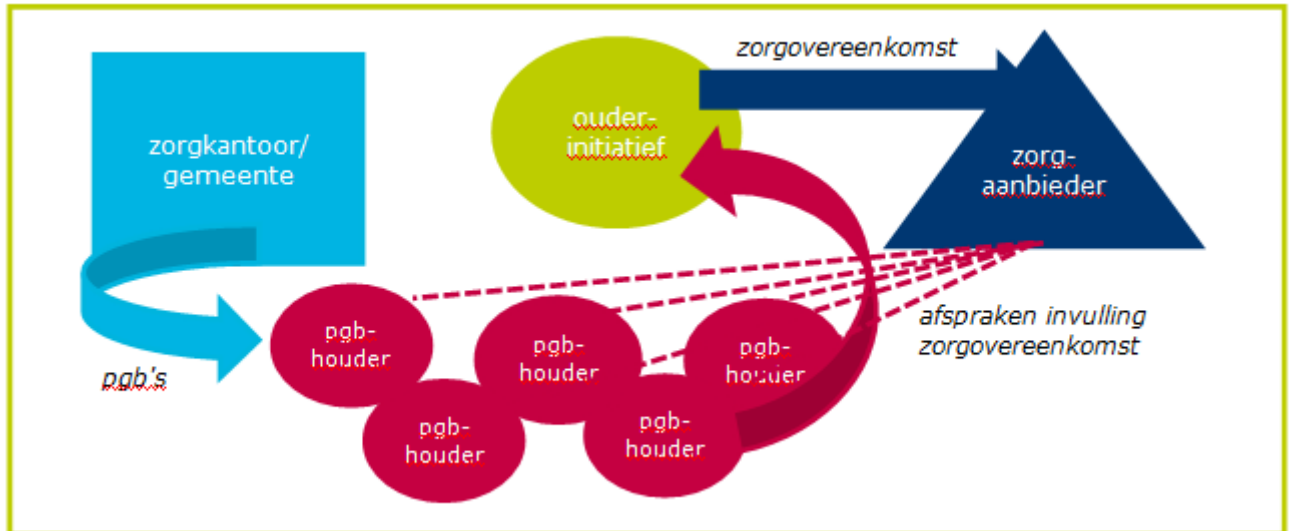 zorgovereenkomst
zorgkantoor/
gemeente
ouder-
initiatief
zorg-
aanbieder
pgb's
pgb-
houder
pgb-
houder
pgb-
houder
pgb-
houder
pgb-
houder
afspraken invulling
zorgovereenkomst